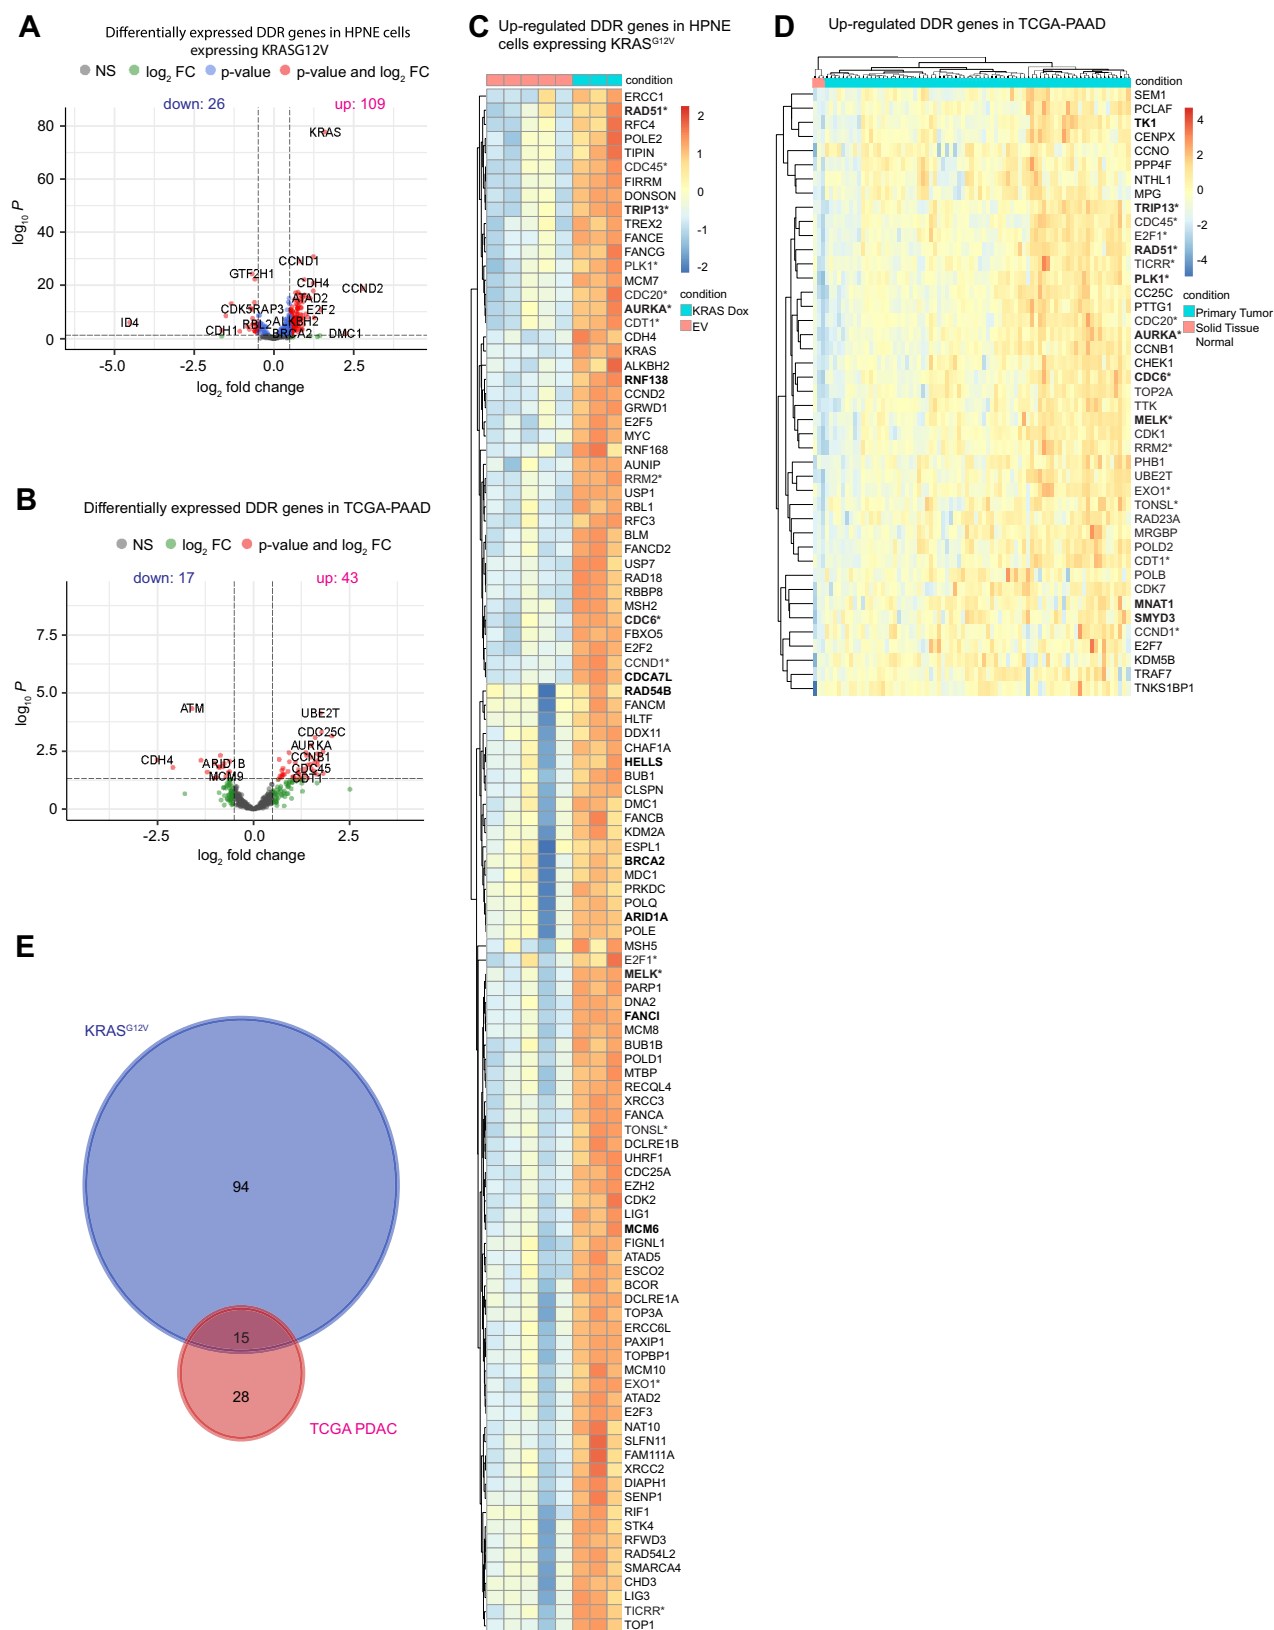 A
Differentially expressed DDR genes in HPNE cells
expressing KRASG12V
NS log2 FC p-value p-value and log2 FC
down: 26 up: 109
80
60
40
20
0
log10 P
KRAS
CCND1
GTF2H1
CDH4
CCND2
ATAD2
CDK5RAP3
E2F2
ID4
RBL2
ALKBH2
CDH1
BRCA2
DMC1
-5.0 -2.5 0.0 2.5
log2 fold change
B
Differentially expressed DDR genes in TCGA-PAAD
NS log2 FC p-value and log2 FC
down: 17 up: 43
7.5
5.0
2.5
0
log10 P
ATM
UBE2T
CDC25C
AURKA
CDH4
CCNB1
ARID1B
CDC45
MCM9
CDT1
-2.5 0.0 2.5
log2 fold change
E
KRASG12V
94
15
28
TCGA PDAC
C
Up-regulated DDR genes in HPNE
cells expressing KRASG12V
condition
ERCC1
RAD51*
RFC4
POLE2
TIPIN
CDC45*
FIRRM
DONSON
TRIP13*
TREX2
FANCE
FANCG
PLK1*
MCM7
CDC20*
AURKA*
CDT1*
CDH4
KRAS
ALKBH2
RNF138
CCND2
GRWD1
E2F5
MYC
RNF168
AUNIP
RRM2*
USP1
RBL1
RFC3
BLM
FANCD2
USP7
RAD18
RBBP8
MSH2
CDC6*
FBXO5
E2F2
CCND1*
CDCA7L
RAD54B
FANCM
HLTF
DDX11
CHAF1A
HELLS
BUB1
CLSPN
DMC1
FANCB
KDM2A
ESPL1
BRCA2
MDC1
PRKDC
POLQ
ARID1A
POLE
MSH5
E2F1*
MELK*
PARP1
DNA2
FANCI
MCM8
BUB1B
POLD1
MTBP
RECQL4
XRCC3
FANCA
TONSL*
DCLRE1B
UHRF1
CDC25A
EZH2
CDK2
LIG1
MCM6
FIGNL1
ATAD5
ESCO2
BCOR
DCLRE1A
TOP3A
ERCC6L
PAXIP1
TOPBP1
MCM10
EXO1*
ATAD2
E2F3
NAT10
SLFN11
FAM111A
XRCC2
DIAPH1
SENP1
RIF1
STK4
RFWD3
RAD54L2
SMARCA4
CHD3
LIG3
TICRR*
TOP1
2
1
0
-1
-2
condition
KRAS Dox
EV
D
Up-regulated DDR genes in TCGA-PAAD
condition
SEM1
PCLAF
TK1
CENPX
CCNO
PPP4F
NTHL1
MPG
TRIP13*
CDC45*
E2F1*
RAD51*
TICRR*
PLK1*
CC25C
PTTG1
CDC20*
AURKA*
CCNB1
CHEK1
CDC6*
TOP2A
TTK
MELK*
CDK1
RRM2*
PHB1
UBE2T
EXO1*
TONSL*
RAD23A
MRGBP
POLD2
CDT1*
POLB
CDK7
MNAT1
SMYD3
CCND1*
E2F7
KDM5B
TRAF7
TNKS1BP1
4
2
0
-2
-4
condition
Primary Tumor
Solid Tissue
Normal